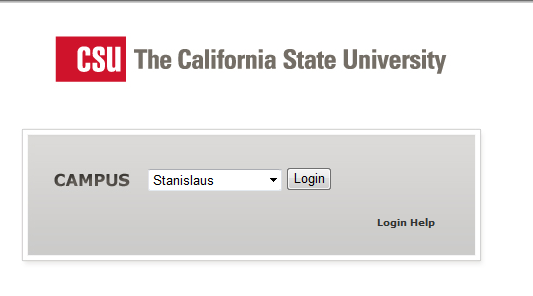 CSU The California State University
CAMPUS Stanislaus Login
Login Help